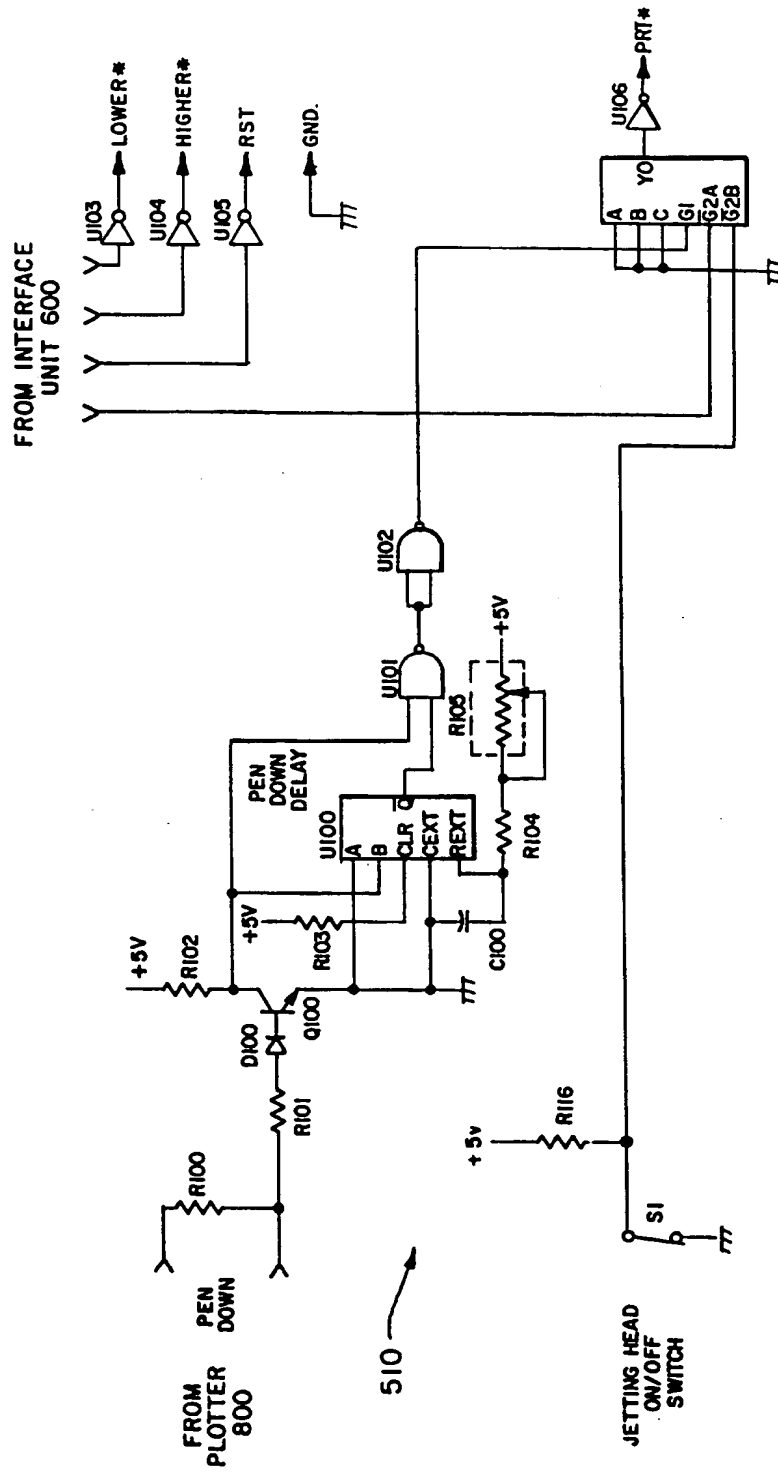 FROM INTERFACE
UNIT 600
U103
LOWER*
U104
HIGHER*
U105
RST
GND.
U106
PRT*
A
B
C
G1
G2A
G2B
YO
U102
U101
PEN
DOWN
DELAY
U100
A
B
CLR
CEXT
REXT
Q
+5V
R105
R104
C100
+5V
R103
+5V
R102
D100
Q100
R101
R100
FROM
PLOTTER
800
PEN
DOWN
510
+5v
R116
S1
JETTING HEAD
ON/OFF
SWITCH